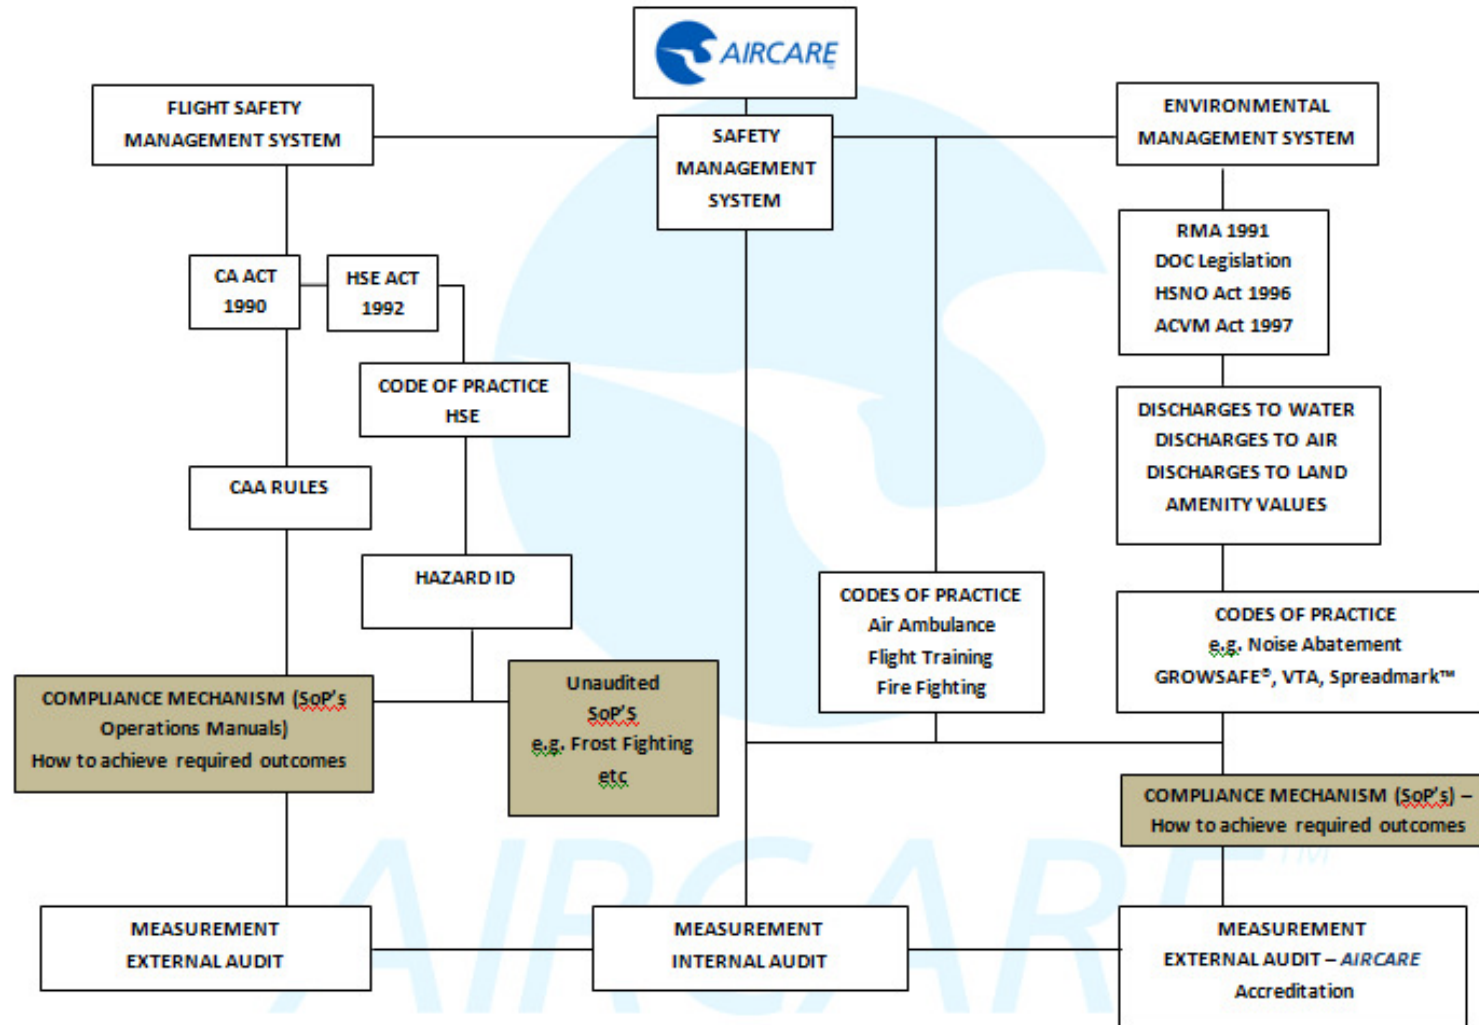 AIRCARE™
FLIGHT SAFETY
MANAGEMENT SYSTEM
SAFETY
MANAGEMENT
SYSTEM
ENVIRONMENTAL
MANAGEMENT SYSTEM
CA ACT
1990
HSE ACT
1992
CODE OF PRACTICE
HSE
CAA RULES
HAZARD ID
COMPLIANCE MECHANISM (SoP's
Operations Manuals)
How to achieve required outcomes
Unaudited
SoP'S
e.g. Frost Fighting
etc
CODES OF PRACTICE
Air Ambulance
Flight Training
Fire Fighting
RMA 1991
DOC Legislation
HSNO Act 1996
ACVM Act 1997
DISCHARGES TO WATER
DISCHARGES TO AIR
DISCHARGES TO LAND
AMENITY VALUES
CODES OF PRACTICE
e.g. Noise Abatement
GROWSAFE®, VTA, Spreadmark™
COMPLIANCE MECHANISM (SoP's) –
How to achieve required outcomes
MEASUREMENT
EXTERNAL AUDIT
MEASUREMENT
INTERNAL AUDIT
MEASUREMENT
EXTERNAL AUDIT – AIRCARE
Accreditation
AIRCARE™